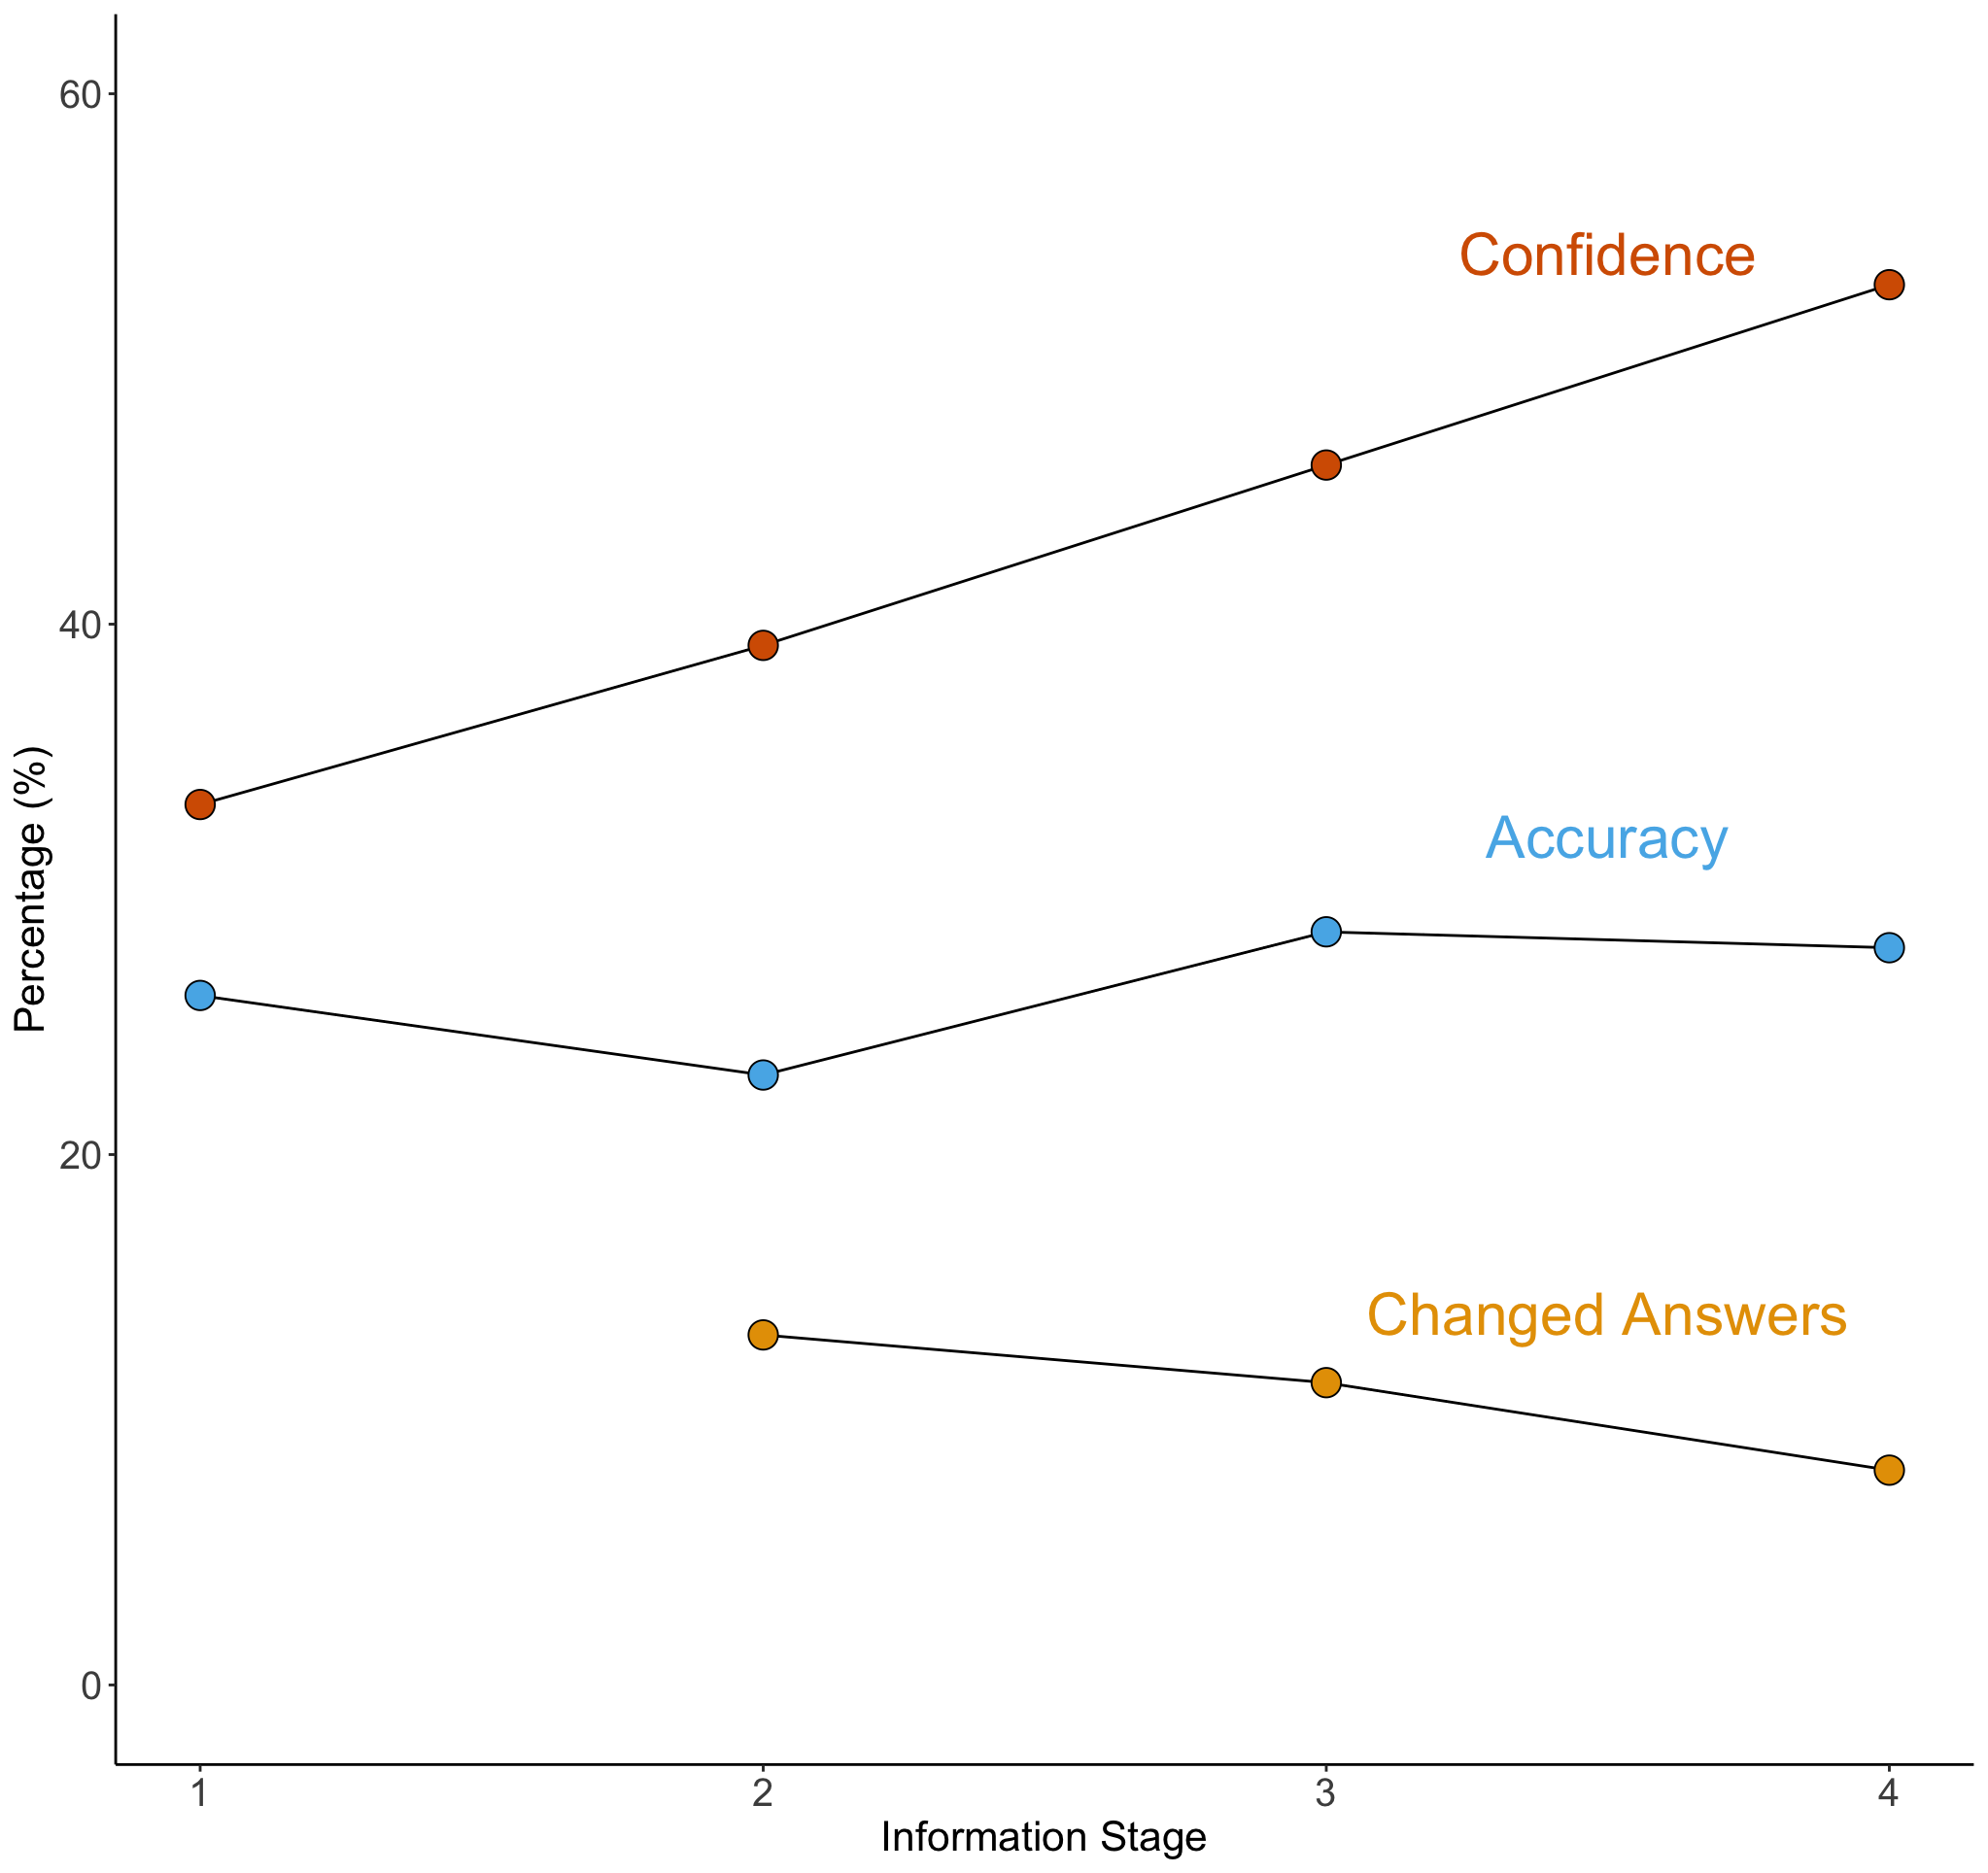 60
Confidence
40
Accuracy
20
Changed Answers
0
Percentage (%)
1 2 3 4
Information Stage